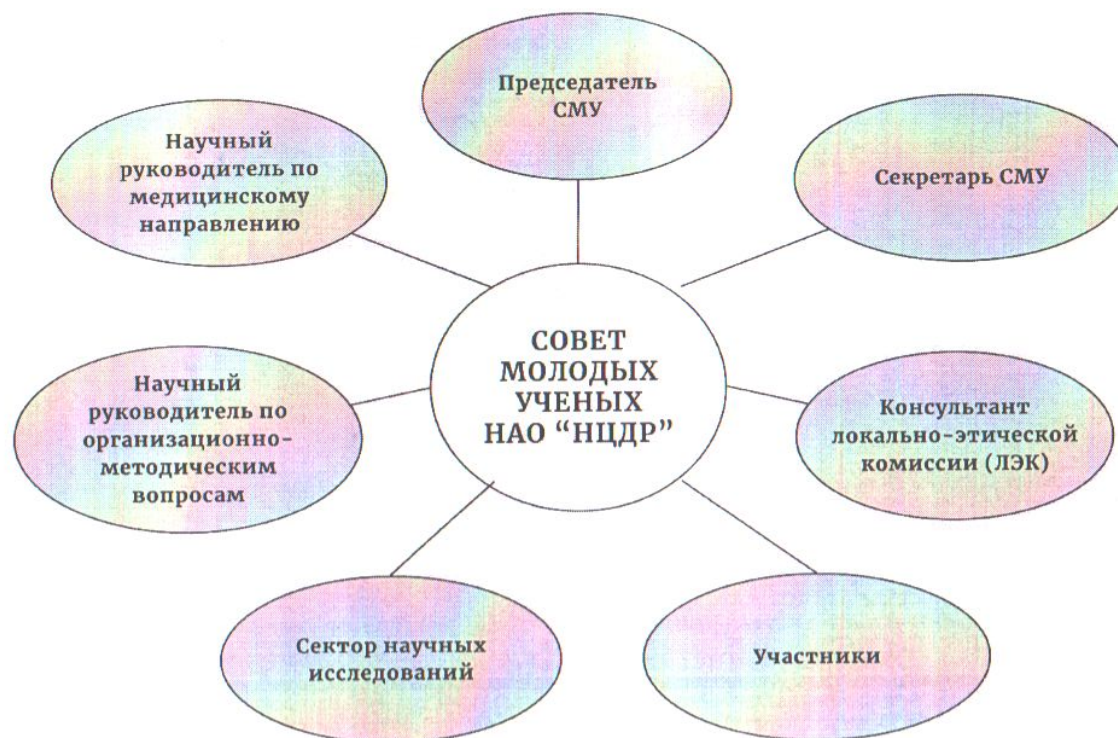 Председатель
СМУ
Научный
руководитель по
медицинскому
направлению
Секретарь СМУ
СОВЕТ
МОЛОДЫХ
УЧЕНЫХ
НАО “НЦДР”
Научный
руководитель по
организационно-
методическим
вопросам
Консультант
локально-этической
комиссии (ЛЭК)
Сектор научных
исследований
Участники